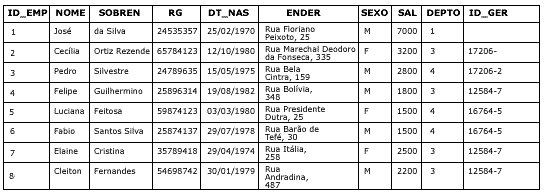 ID_EMP NOME SOBREN RG DT_NAS ENDER SEXO SAL DEPTO ID_GER
1 José da Silva 24535357 25/02/1970 Rua Floriano Peixoto, 25 M 7000 1
2 Cecília Ortiz Rezende 65784123 12/10/1980 Rua Marechal Deodoro da Fonseca, 335 F 3200 3 17206-
3 Pedro Silvestre 24789635 15/05/1975 Rua Bela Cintra, 159 M 2800 4 17206-2
4 Felipe Guilhermino 25896314 19/08/1982 Rua Bolívia, 348 M 1800 3 12584-7
5 Luciana Feitosa 59874123 03/03/1980 Rua Presidente Dutra, 25 F 1500 4 16764-5
6 Fabio Santos Silva 25874137 29/07/1978 Rua Barão de Tefé, 30 M 1500 4 16764-5
7 Elaine Cristina 35789418 29/04/1974 Rua Itália, 258 F 2500 3 12584-7
8 Cleiton Fernandes 54698742 30/01/1979 Rua Andradina, 487 M 2200 3 12584-7